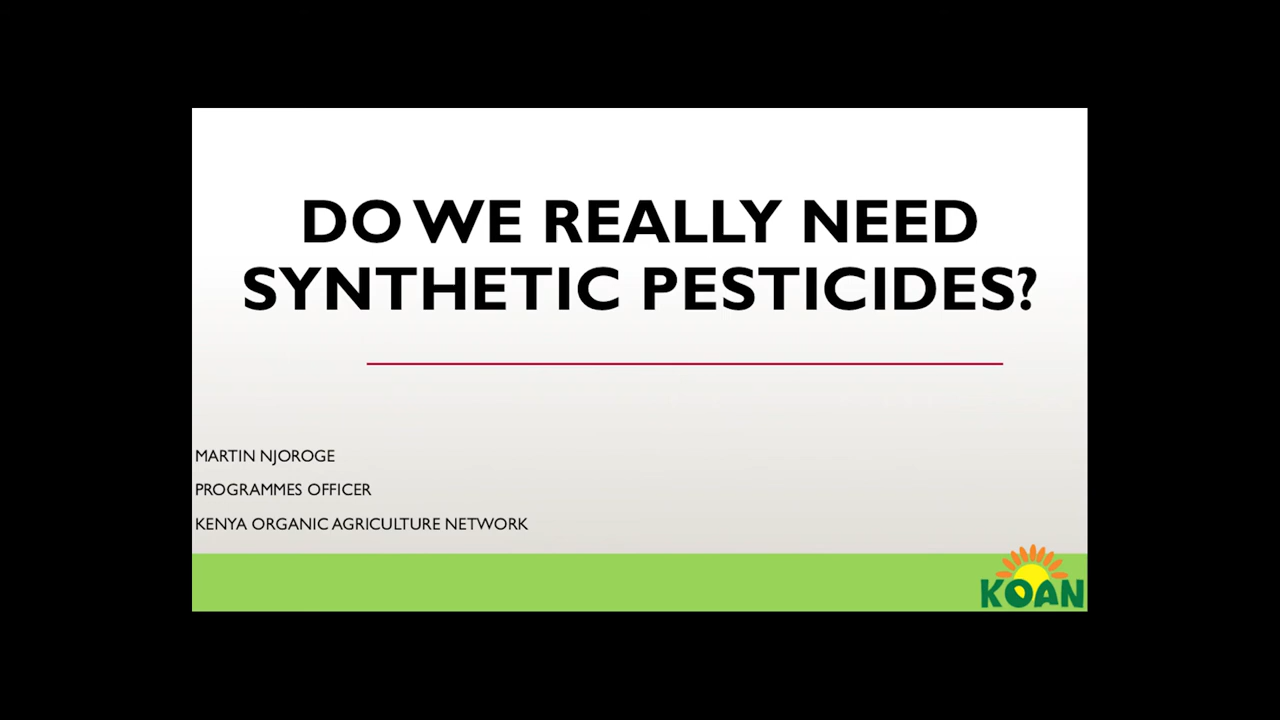 DO WE REALLY NEED
SYNTHETIC PESTICIDES?
MARTIN NJOROGE
PROGRAMMES OFFICER
KENYA ORGANIC AGRICULTURE NETWORK
KOAN